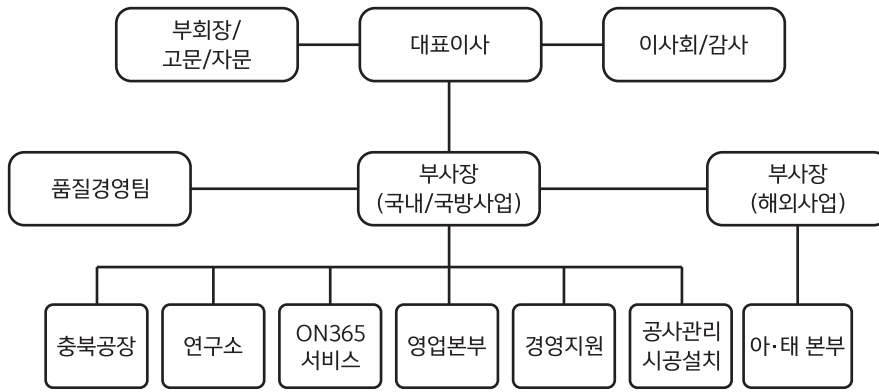 부회장/
고문/자문
대표이사
이사회/감사
품질경영팀
부사장
(국내/국방사업)
부사장
(해외사업)
충북공장
연구소
ON365
서비스
영업본부
경영지원
공사관리
시공설치
아·태 본부